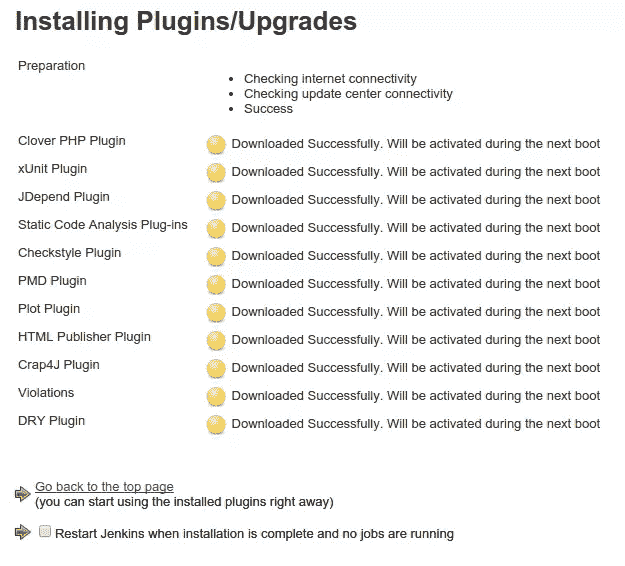 Installing Plugins/Upgrades
Preparation
Checking internet connectivity
Checking update center connectivity
Success
Clover PHP Plugin Downloaded Successfully. Will be activated during the next boot
xUnit Plugin Downloaded Successfully. Will be activated during the next boot
JDepend Plugin Downloaded Successfully. Will be activated during the next boot
Static Code Analysis Plug-ins Downloaded Successfully. Will be activated during the next boot
Checkstyle Plugin Downloaded Successfully. Will be activated during the next boot
PMD Plugin Downloaded Successfully. Will be activated during the next boot
Plot Plugin Downloaded Successfully. Will be activated during the next boot
HTML Publisher Plugin Downloaded Successfully. Will be activated during the next boot
Crap4J Plugin Downloaded Successfully. Will be activated during the next boot
Violations Downloaded Successfully. Will be activated during the next boot
DRY Plugin Downloaded Successfully. Will be activated during the next boot
Go back to the top page
(you can start using the installed plugins right away)
Restart Jenkins when installation is complete and no jobs are running